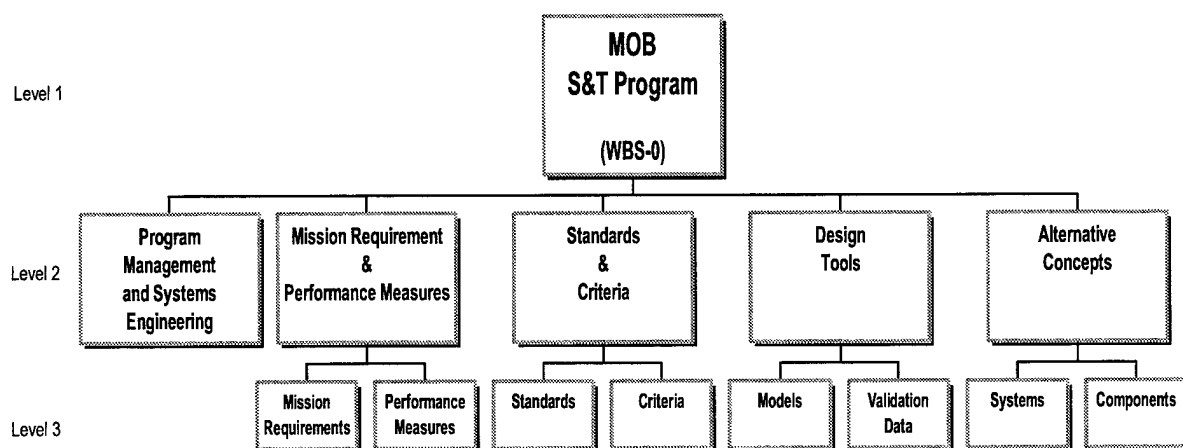 Level 1
MOB
S&T Program
(WBS-0)
Level 2
Program
Management
and Systems
Engineering
Mission Requirement
&
Performance Measures
Standards
&
Criteria
Design
Tools
Alternative
Concepts
Level 3
Mission
Requirements
Performance
Measures
Standards
Criteria
Models
Validation
Data
Systems
Components